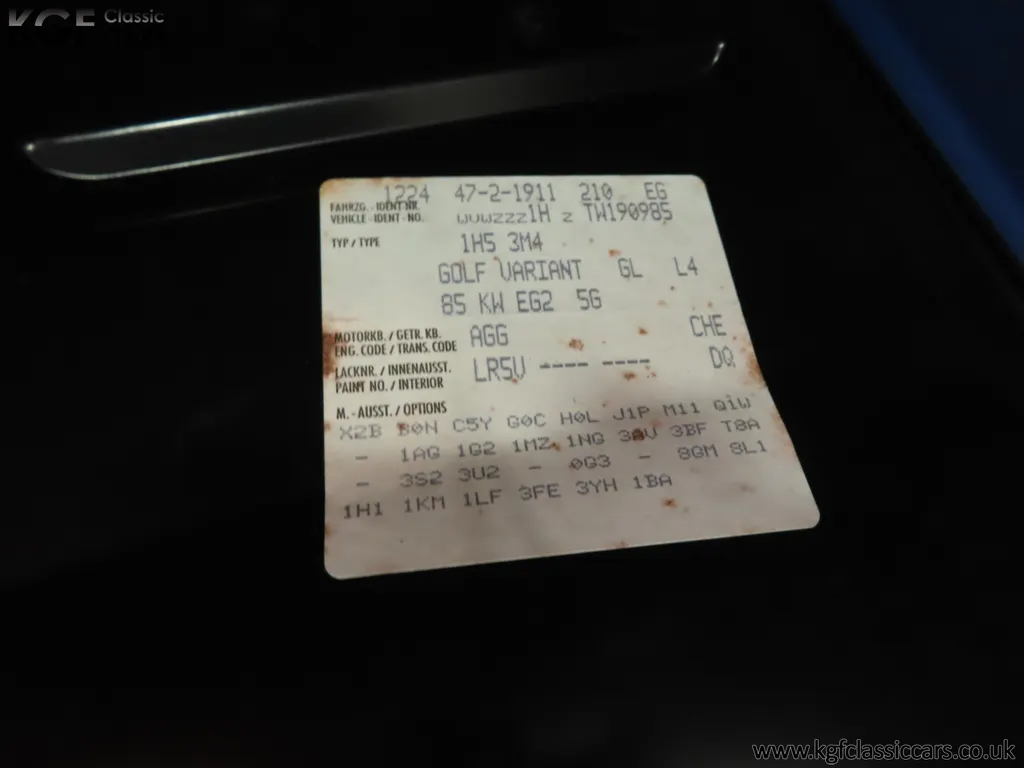 KGF Classic
1224 47-2-1911 210 EG
FAHRZG. - IDENT NR.
VEHICLE - IDENT - NO. WVWZZZ1H Z TW190985
TYP / TYPE 1H5 3M4
GOLF VARIANT GL L4
85 KW EG2 5G
MOTORKB. / GETR. KB.
ENG. CODE / TRANS. CODE AGG CHE
LACKNR. / INNENAUSST.
PAINT NO. / INTERIOR LR5V ---- ---- DQ
M. - AUSST. / OPTIONS
X2B B0N C5Y G0C H0L J1P M11 Q1W
- 1AG 1G2 1MZ 1NG 3AV 3BF T8A
- 3S2 3U2 - 0G3 - 8GM 8L1
1H1 1KM 1LF 3FE 3YH 1BA
www.kgfclassiccars.co.uk